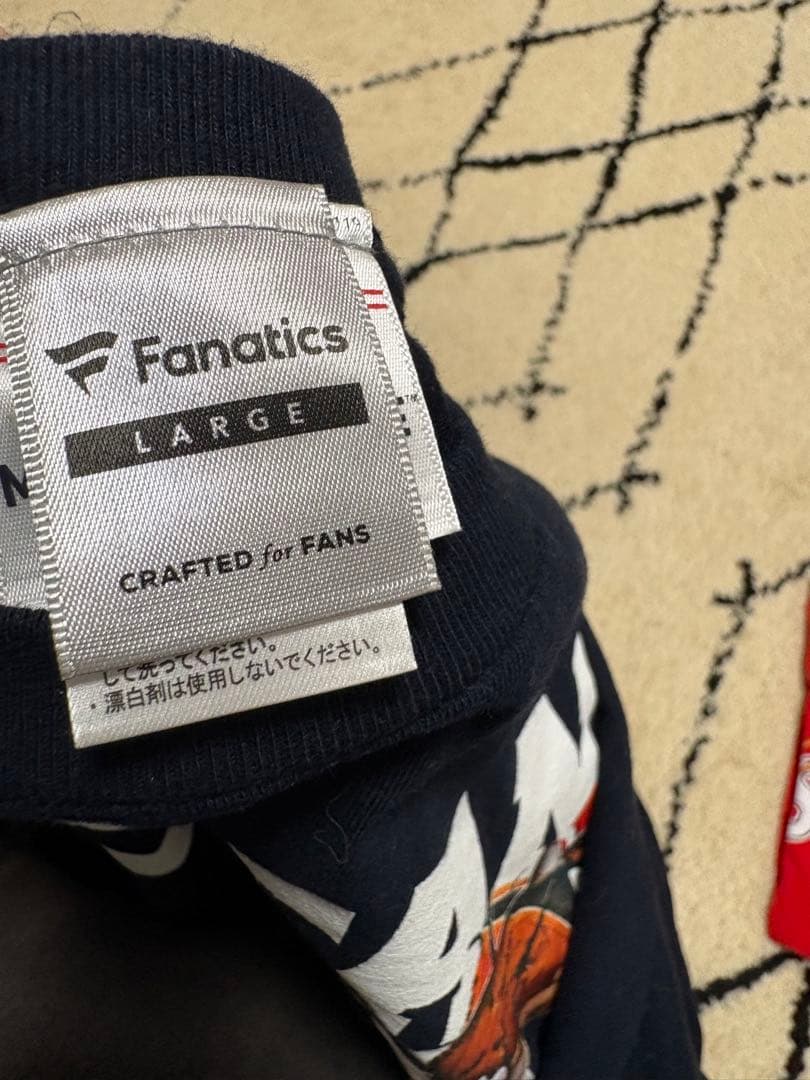 Fanatics
LARGE
CRAFTED for FANS
して洗ってください。
・漂白剤は使用しないでください。